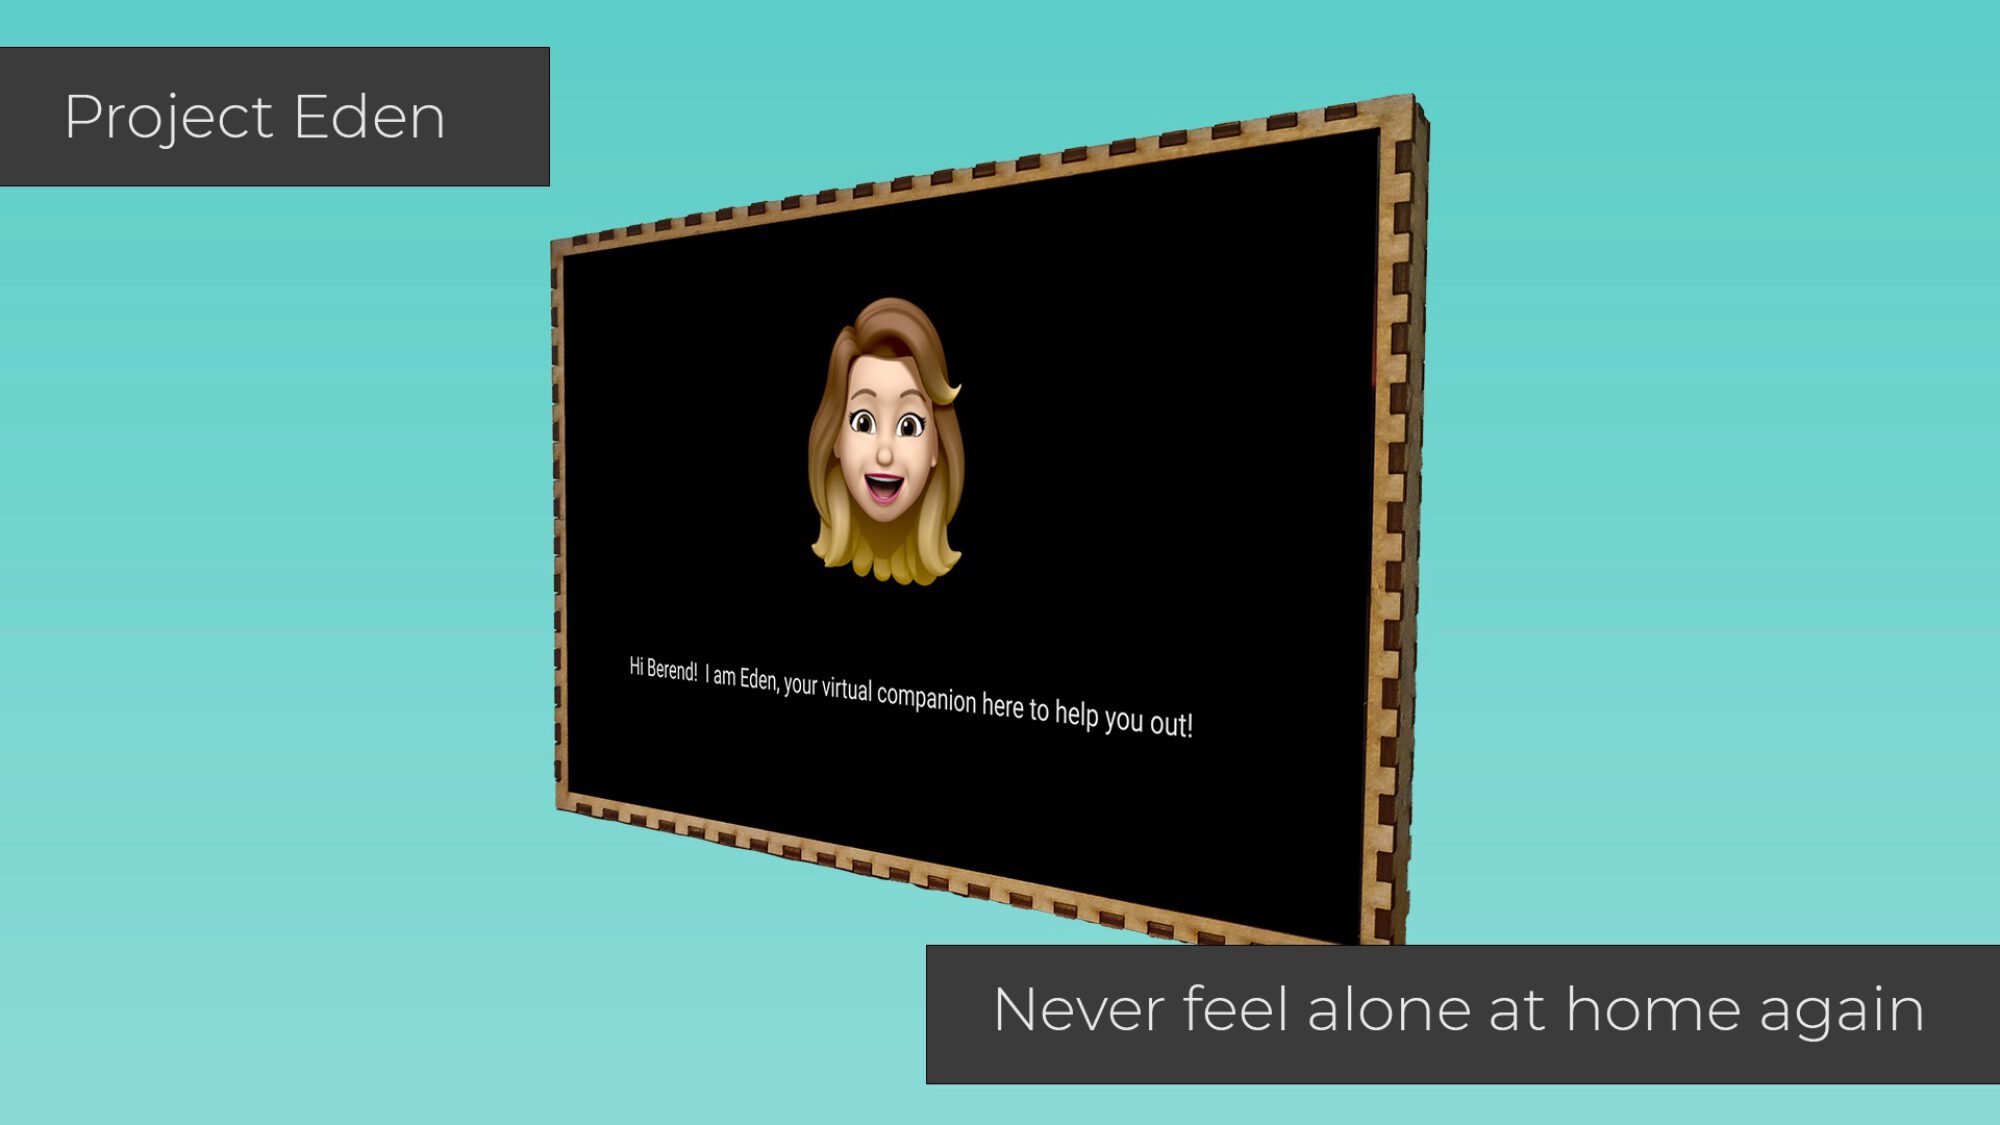 Project Eden
Hi Berend! I am Eden, your virtual companion here to help you out!
Never feel alone at home again